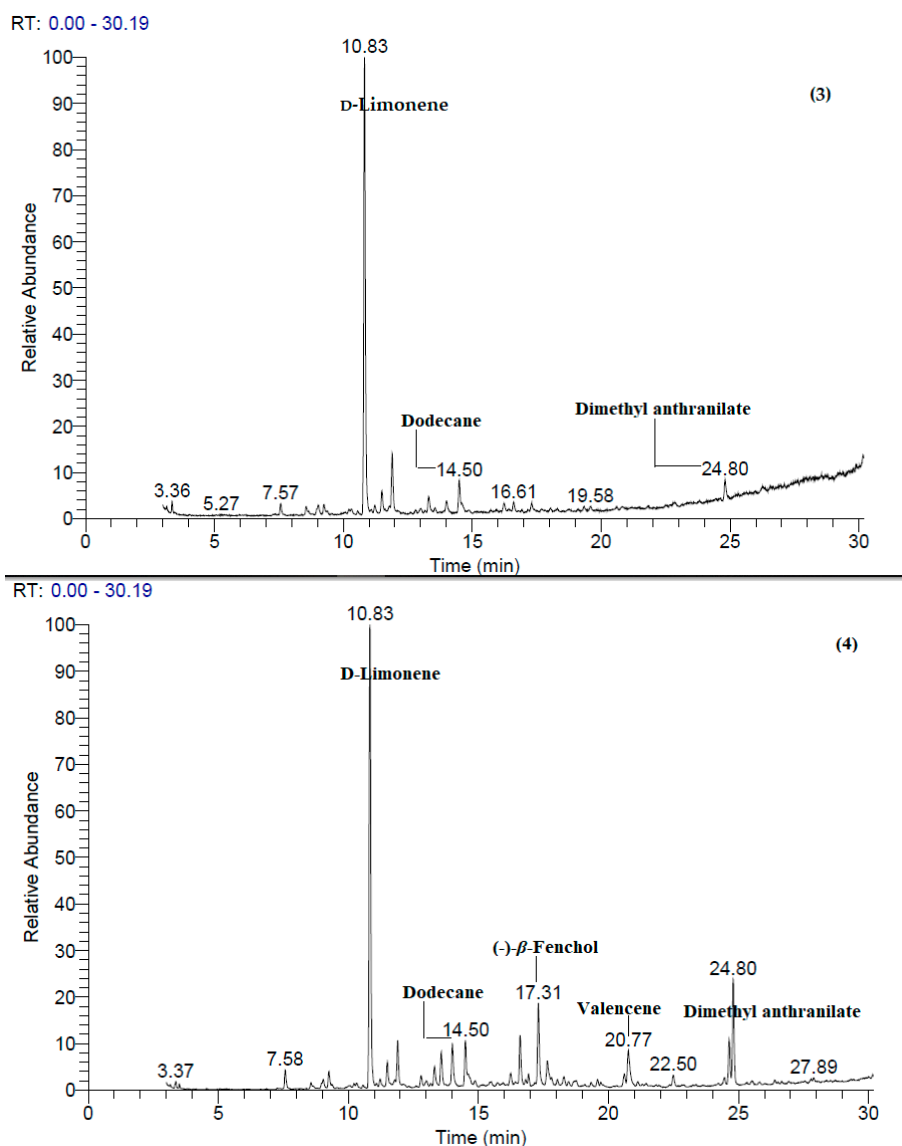 RT: 0.00 - 30.19
10.83
100
D-Limonene
(3)
90
80
70
60
50
40
30
20
10
0
Relative Abundance
Dodecane
Dimethyl anthranilate
3.36
5.27
7.57
14.50
16.61
19.58
24.80
0 5 10 15 20 25 30
Time (min)
RT: 0.00 - 30.19
10.83
100
(4)
D-Limonene
90
80
70
60
50
40
30
20
10
0
Relative Abundance
(-)-β-Fenchol
Dodecane
17.31
24.80
14.50
Valencene
Dimethyl anthranilate
20.77
3.37
7.58
22.50
27.89
0 5 10 15 20 25 30
Time (min)